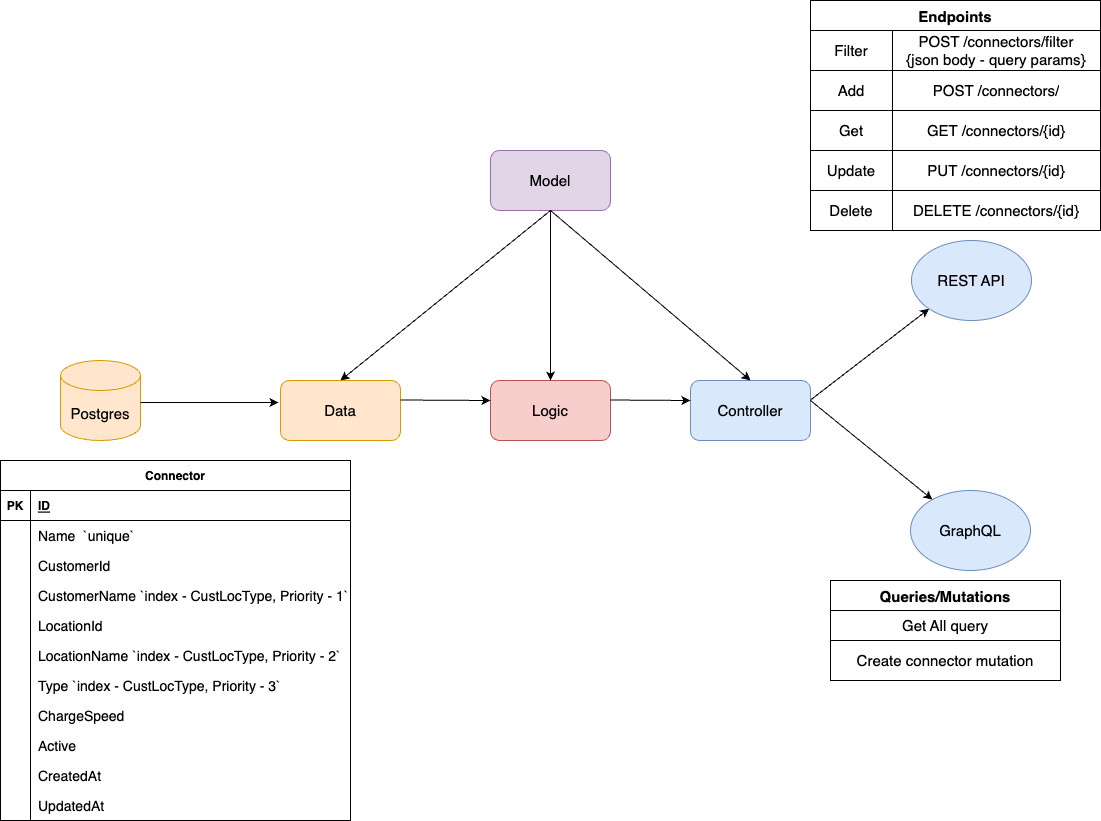 Endpoints
Filter
POST /connectors/filter
{json body - query params}
Add
POST /connectors/
Get
GET /connectors/{id}
Update
PUT /connectors/{id}
Delete
DELETE /connectors/{id}
Model
REST API
Postgres
Data
Logic
Controller
Connector
PK
ID
Name `unique`
CustomerId
CustomerName `index - CustLocType, Priority - 1`
LocationId
LocationName `index - CustLocType, Priority - 2`
Type `index - CustLocType, Priority - 3`
ChargeSpeed
Active
CreatedAt
UpdatedAt
GraphQL
Queries/Mutations
Get All query
Create connector mutation